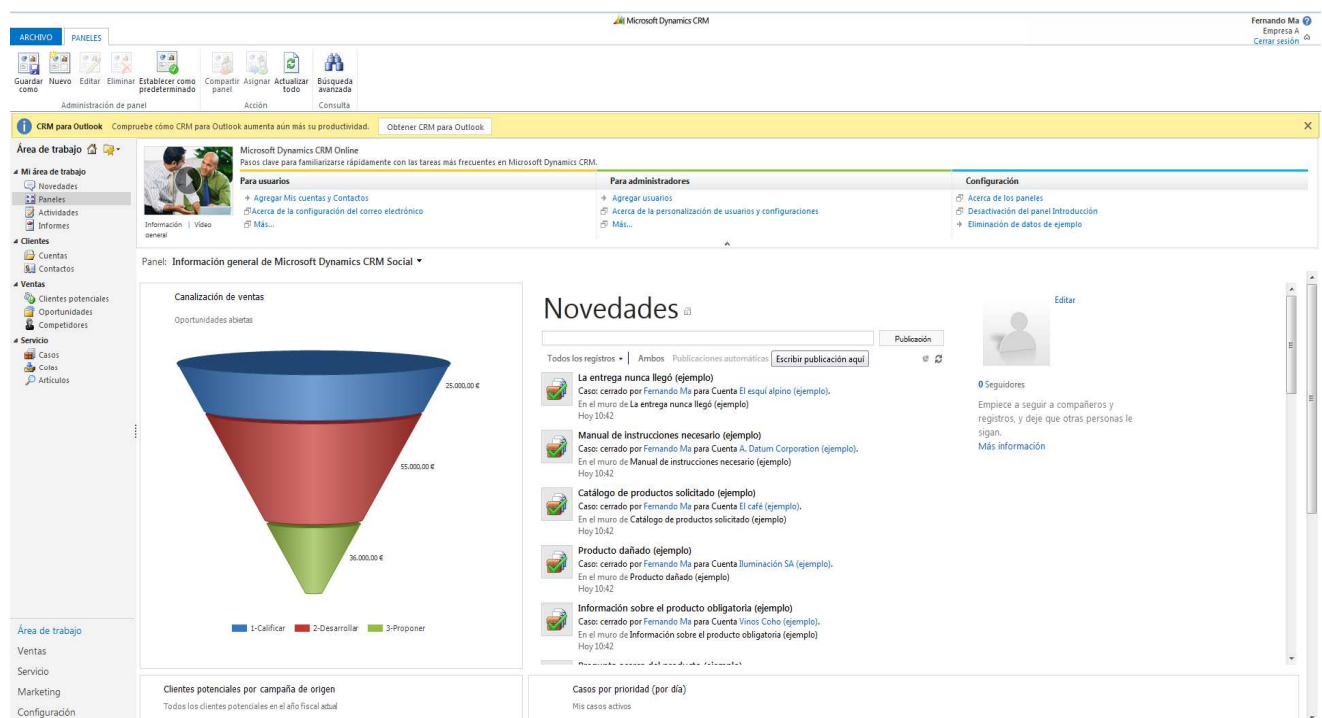 Microsoft Dynamics CRM
Fernando Ma
Empresa A
Cerrar sesión
ARCHIVO
PANELES
Guardar como
Nuevo
Editar
Eliminar
Establecer como predeterminado
Compartir panel
Asignar
Actualizar todo
Búsqueda avanzada
Administración de panel
Acción
Consulta
CRM para Outlook Compruebe cómo CRM para Outlook aumenta aún más su productividad.
Obtener CRM para Outlook
Área de trabajo
Mi área de trabajo
Novedades
Paneles
Actividades
Informes
Clientes
Cuentas
Contactos
Ventas
Clientes potenciales
Oportunidades
Competidores
Servicio
Casos
Colas
Artículos
Área de trabajo
Ventas
Servicio
Marketing
Configuración
Microsoft Dynamics CRM Online
Pasos clave para familiarizarse rápidamente con las tareas más frecuentes en Microsoft Dynamics CRM.
Información general | Vídeo
Para usuarios
Agregar Mis cuentas y Contactos
Acerca de la configuración del correo electrónico
Más...
Para administradores
Agregar usuarios
Acerca de la personalización de usuarios y configuraciones
Más...
Configuración
Acerca de los paneles
Desactivación del panel Introducción
Eliminación de datos de ejemplo
Panel: Información general de Microsoft Dynamics CRM Social
Canalización de ventas
Oportunidades abiertas
25.000,00 €
55.000,00 €
36.000,00 €
1-Calificar 2-Desarrollar 3-Proponer
Novedades
Publicación
Todos los registros | Ambos Publicaciones automáticas Escribir publicación aquí
La entrega nunca llegó (ejemplo)
Caso: cerrado por Fernando Ma para Cuenta El esquí alpino (ejemplo).
En el muro de La entrega nunca llegó (ejemplo)
Hoy 10:42
Manual de instrucciones necesario (ejemplo)
Caso: cerrado por Fernando Ma para Cuenta A. Datum Corporation (ejemplo).
En el muro de Manual de instrucciones necesario (ejemplo)
Hoy 10:42
Catálogo de productos solicitado (ejemplo)
Caso: cerrado por Fernando Ma para Cuenta El café (ejemplo).
En el muro de Catálogo de productos solicitado (ejemplo)
Hoy 10:42
Producto dañado (ejemplo)
Caso: cerrado por Fernando Ma para Cuenta Iluminación SA (ejemplo).
En el muro de Producto dañado (ejemplo)
Hoy 10:42
Información sobre el producto obligatoria (ejemplo)
Caso: cerrado por Fernando Ma para Cuenta Vinos Coho (ejemplo).
En el muro de Información sobre el producto obligatoria (ejemplo)
Hoy 10:42
Editar
0 Seguidores
Empiece a seguir a compañeros y
registros, y deje que otras personas le
sigan.
Más información
Clientes potenciales por campaña de origen
Todos los clientes potenciales en el año fiscal actual
Casos por prioridad (por día)
Mis casos activos